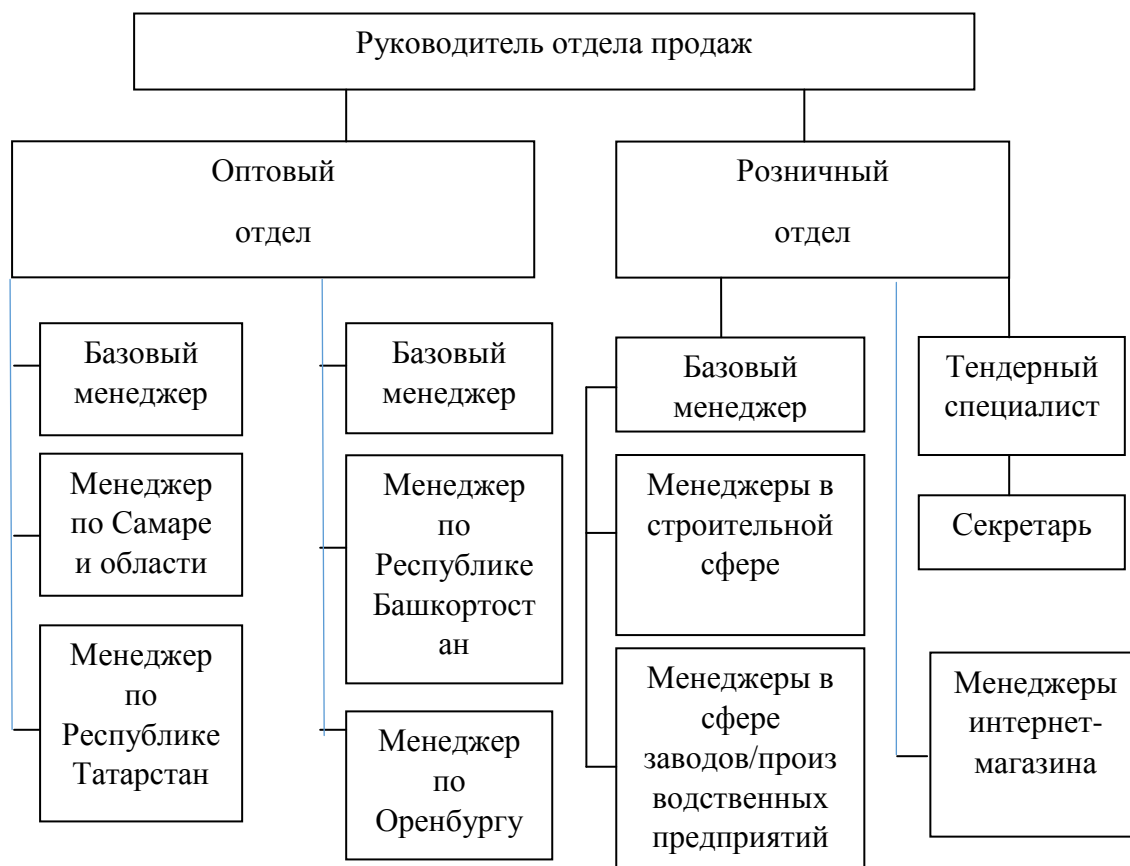 Руководитель отдела продаж
Оптовый
отдел
Розничный
отдел
Базовый
менеджер
Менеджер
по Самаре
и области
Менеджер
по
Республике
Татарстан
Базовый
менеджер
Менеджер
по
Республике
Башкортост
ан
Менеджер
по
Оренбургу
Базовый
менеджер
Менеджеры в
строительной
сфере
Менеджеры в
сфере
заводов/произ
водственных
предприятий
Тендерный
специалист
Секретарь
Менеджеры
интернет-
магазина